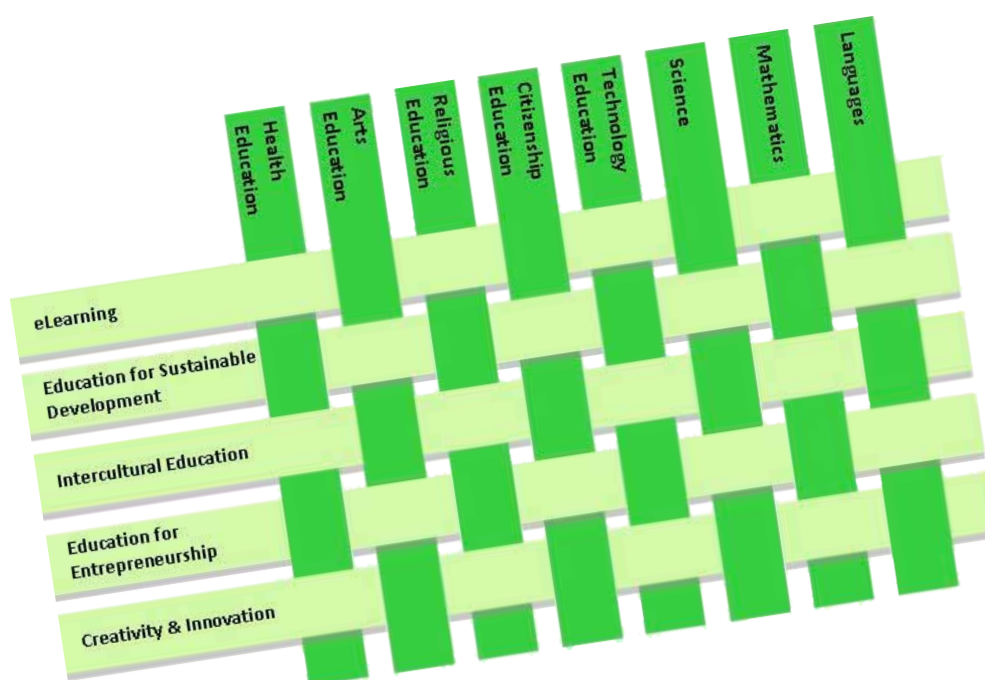 Health
Education
Arts
Education
Religious
Education
Citizenship
Education
Technology
Education
Science
Mathematics
Languages
eLearning
Education for Sustainable
Development
Intercultural Education
Education for
Entrepreneurship
Creativity & Innovation